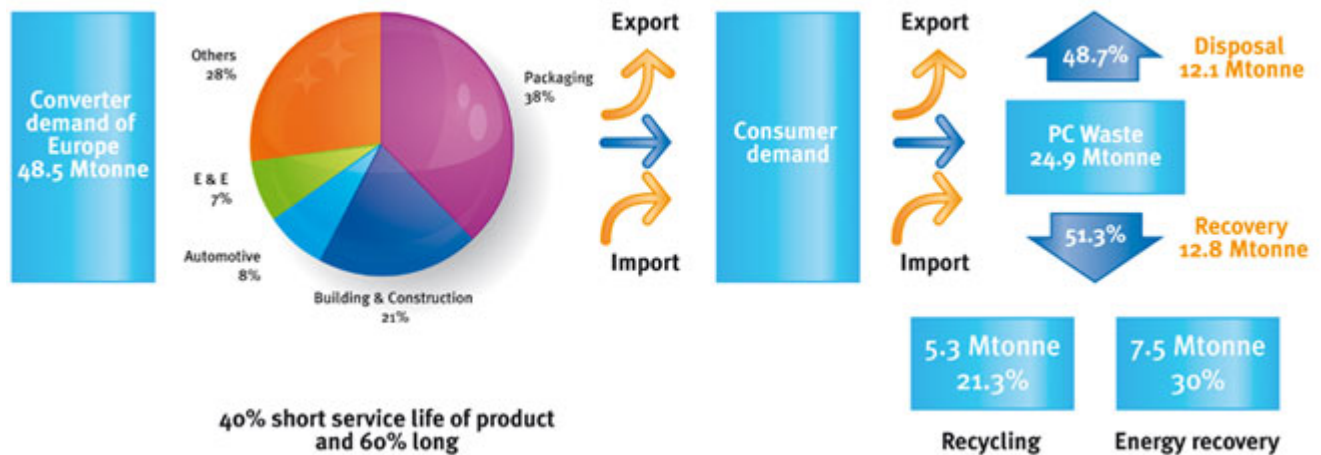 Converter
demand of
Europe
48.5 Mtonne
Others
28%
Packaging
38%
E & E
7%
Automotive
8%
Building & Construction
21%
40% short service life of product
and 60% long
Export
Import
Consumer
demand
Export
Import
48.7%
Disposal
12.1 Mtonne
PC Waste
24.9 Mtonne
51.3%
Recovery
12.8 Mtonne
5.3 Mtonne
21.3%
Recycling
7.5 Mtonne
30%
Energy recovery